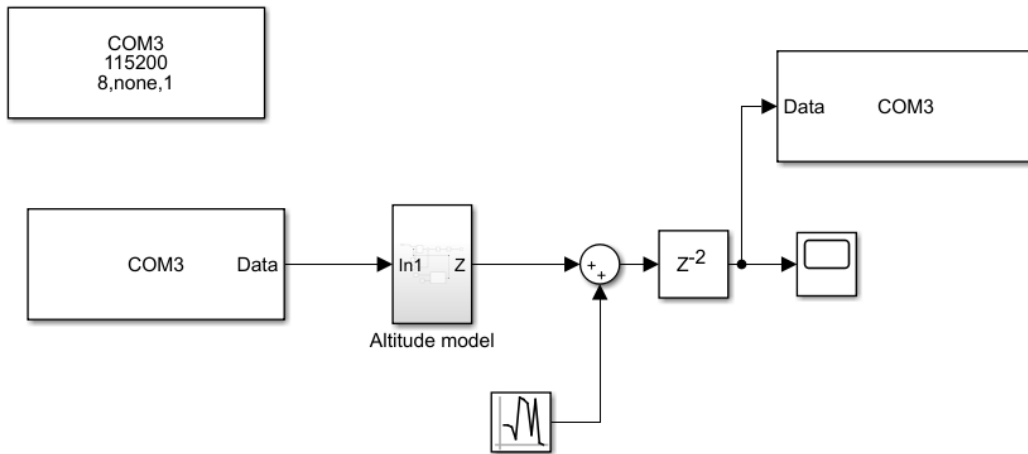 COM3
115200
8,none,1
Data COM3
COM3 Data
In1 Z
Altitude model
+
+
Z-2